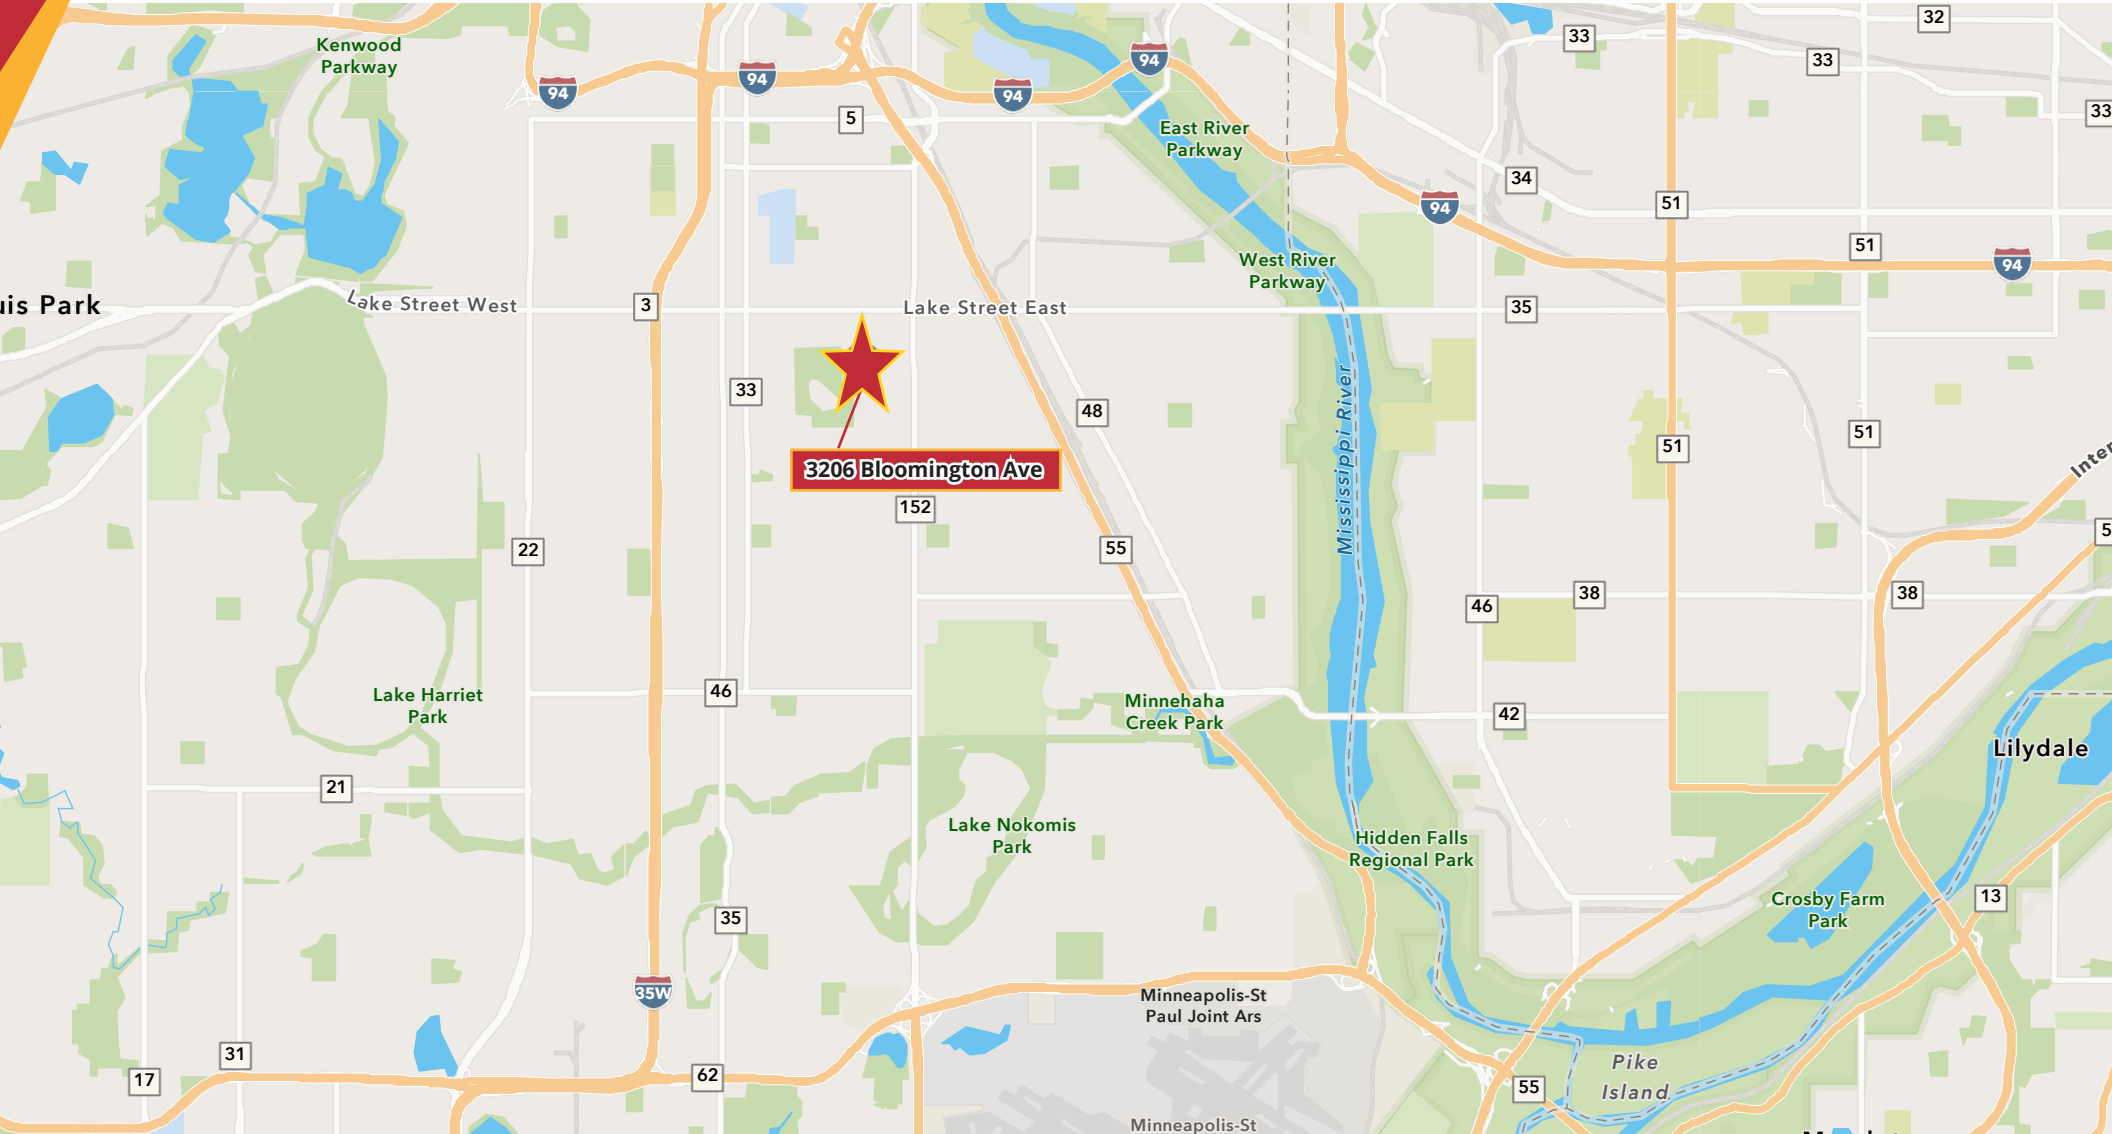 32
33
33
33
Kenwood
Parkway
94
94
94
94
5
East River
Parkway
34
94
51
51
94
West River
Parkway
uis Park
Lake Street West
3
Lake Street East
35
33
48
Mississippi River
51
51
Inter
3206 Bloomington Ave
152
22
55
5
46
38
38
Lake Harriet
Park
46
Minnehaha
Creek Park
42
Lilydale
21
Lake Nokomis
Park
Hidden Falls
Regional Park
Crosby Farm
Park
13
35
35W
Minneapolis-St
Paul Joint Ars
31
17
62
Pike
Island
55
Minneapolis-St